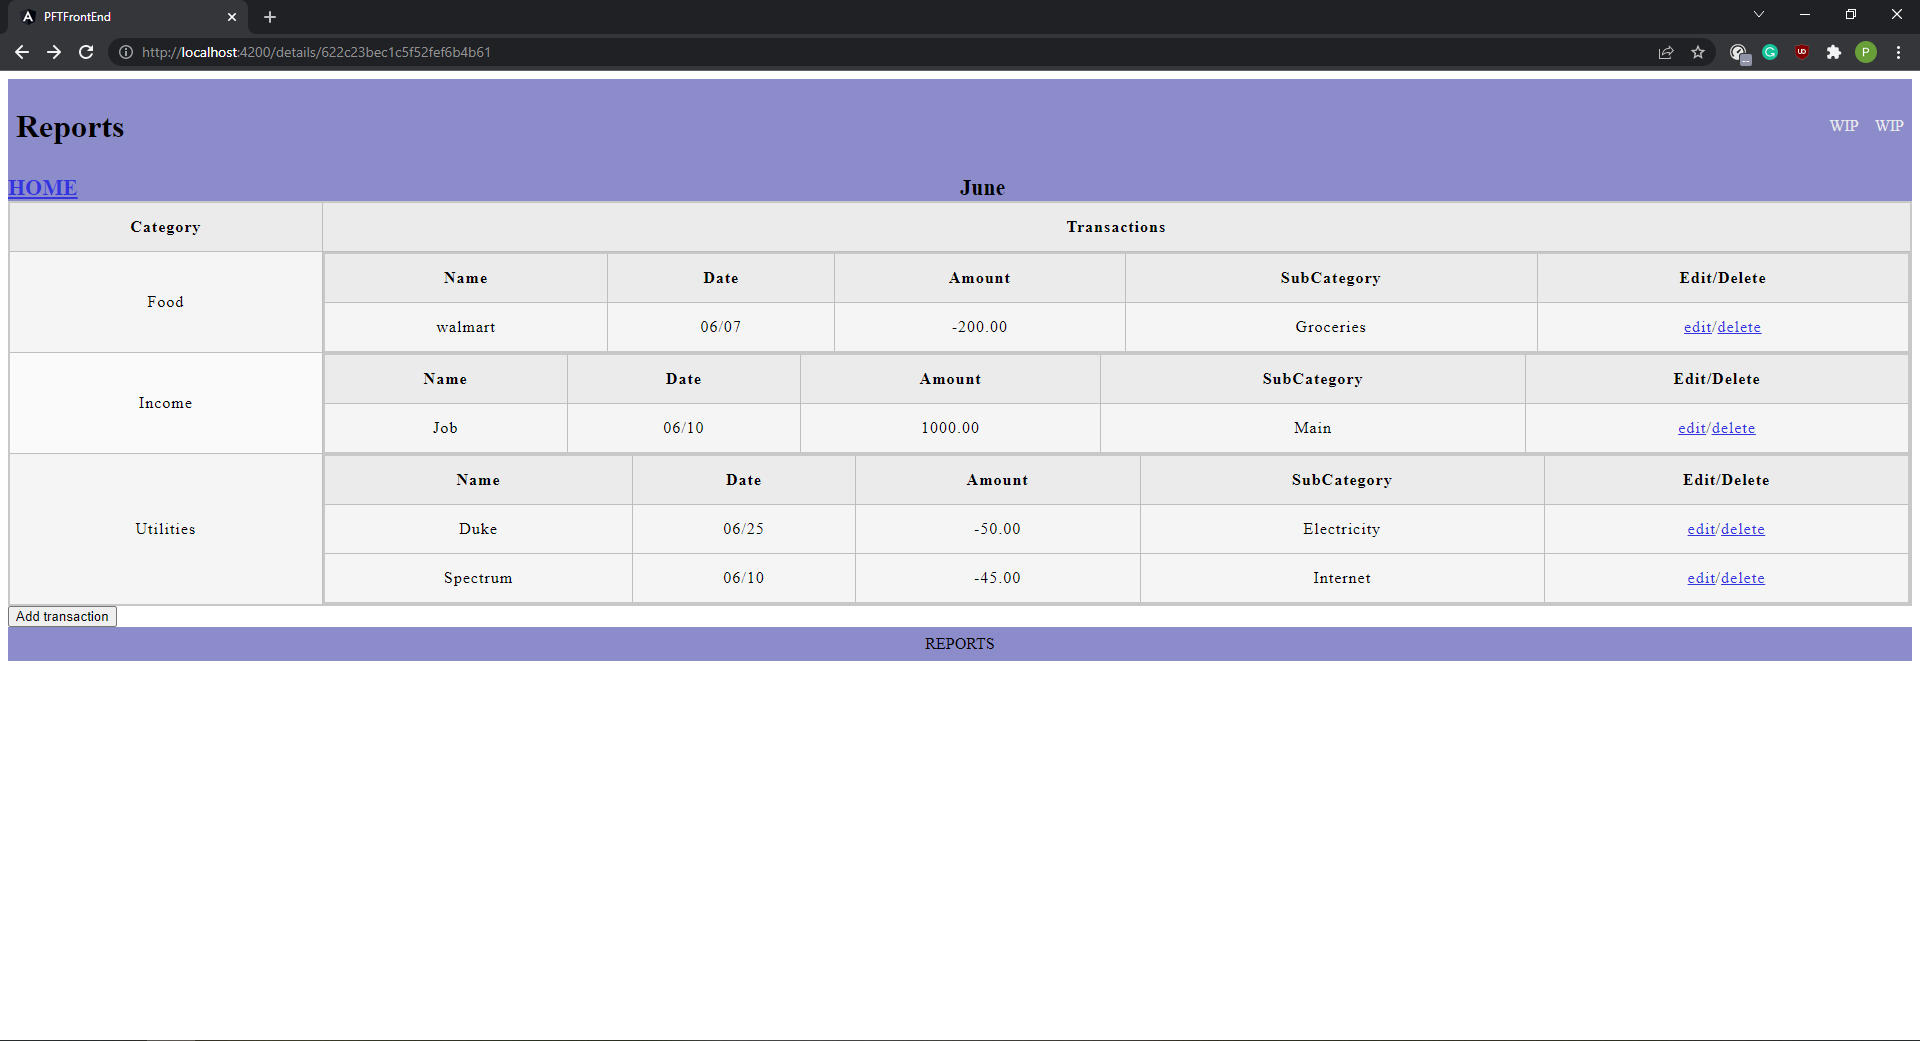 PFTFrontEnd
http://localhost:4200/details/622c23bec1c5f52fef6b4b61
P
Reports
WIP WIP
HOME June
Category Transactions
Food
Name Date Amount SubCategory Edit/Delete
walmart 06/07 -200.00 Groceries edit/delete
Income
Name Date Amount SubCategory Edit/Delete
Job 06/10 1000.00 Main edit/delete
Utilities
Name Date Amount SubCategory Edit/Delete
Duke 06/25 -50.00 Electricity edit/delete
Spectrum 06/10 -45.00 Internet edit/delete
Add transaction
REPORTS